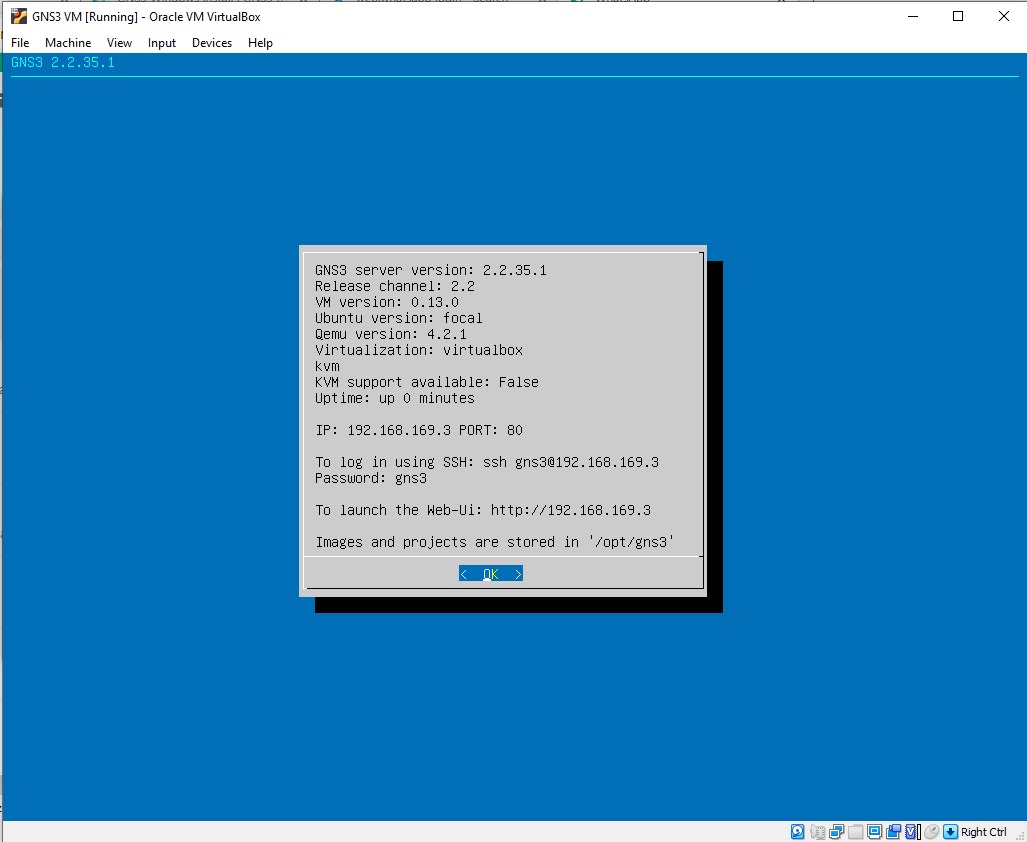 GNS3 VM [Running] - Oracle VM VirtualBox
File Machine View Input Devices Help
GNS3 2.2.35.1
GNS3 server version: 2.2.35.1
Release channel: 2.2
VM version: 0.13.0
Ubuntu version: focal
Qemu version: 4.2.1
Virtualization: virtualbox
kvm
KVM support available: False
Uptime: up 0 minutes
IP: 192.168.169.3 PORT: 80
To log in using SSH: ssh gns3@192.168.169.3
Password: gns3
To launch the Web-Ui: http://192.168.169.3
Images and projects are stored in '/opt/gns3'
< OK >
Right Ctrl